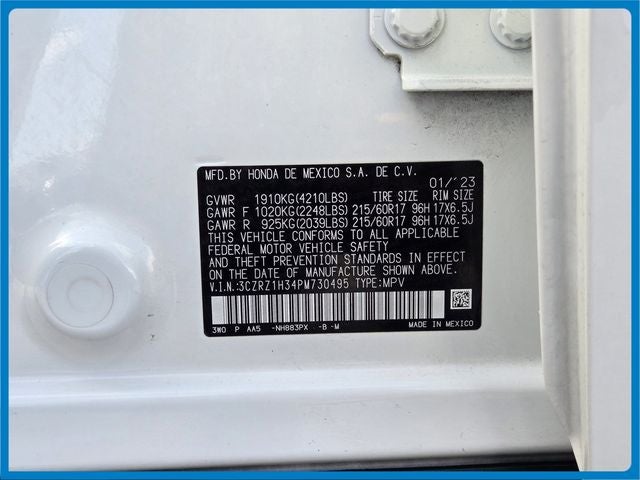 MFD.BY HONDA DE MEXICO S.A. DE C.V.
01/'23
GVWR 1910KG(4210LBS) TIRE SIZE RIM SIZE
GAWR F 1020KG(2248LBS) 215/60R17 96H 17X6.5J
GAWR R 925KG(2039LBS) 215/60R17 96H 17X6.5J
THIS VEHICLE CONFORMS TO ALL APPLICABLE
FEDERAL MOTOR VEHICLE SAFETY
AND THEFT PREVENTION STANDARDS IN EFFECT
ON THE DATE OF MANUFACTURE SHOWN ABOVE.
V.I.N.:3CZRZ1H34PM730495 TYPE:MPV
3W0 P AA5 -NH883PX -B -M MADE IN MEXICO